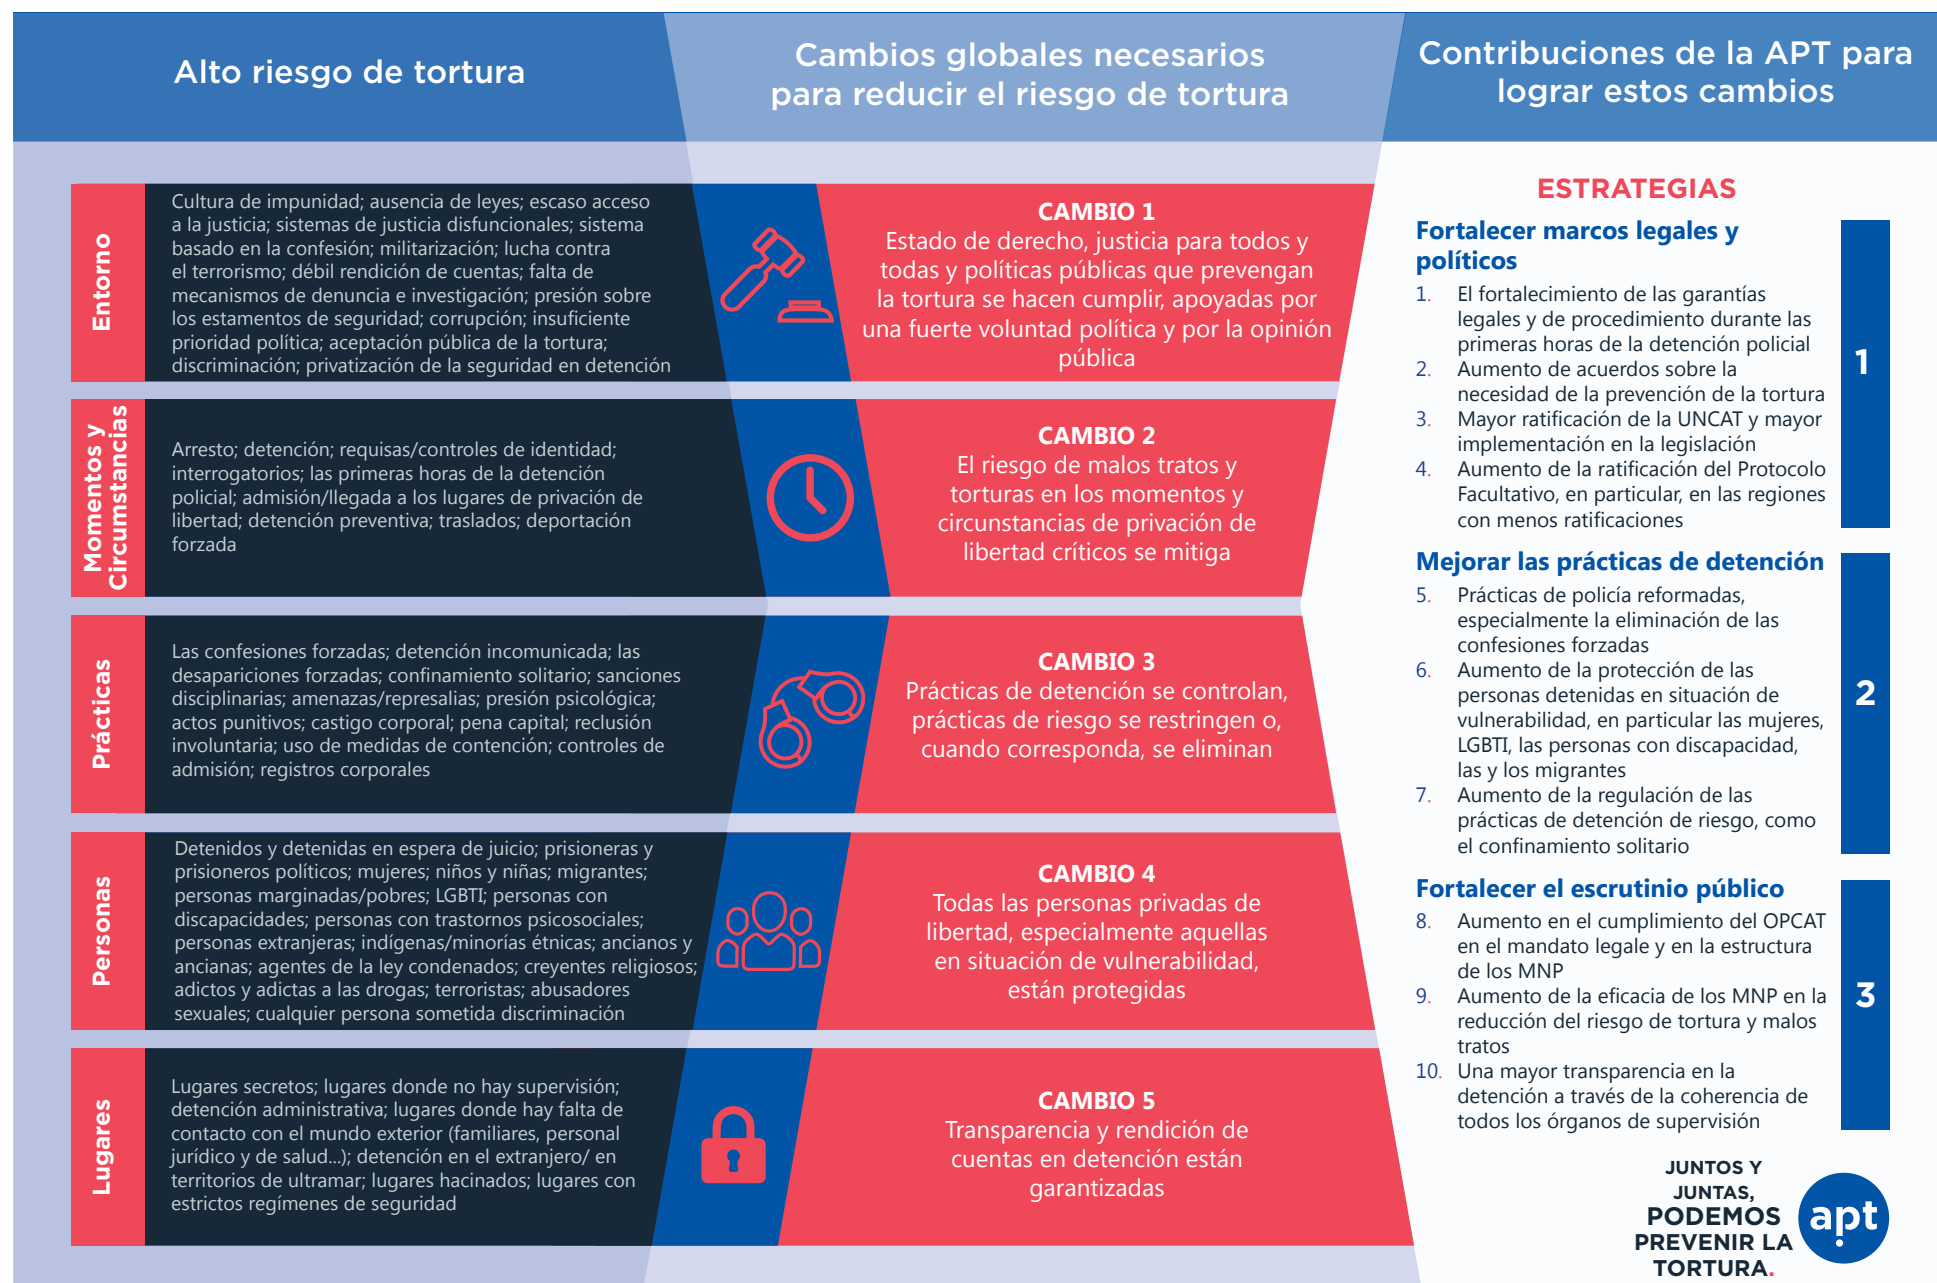 Alto riesgo de tortura
Cambios globales necesarios
para reducir el riesgo de tortura
Contribuciones de la APT para
lograr estos cambios
Entorno
Cultura de impunidad; ausencia de leyes; escaso acceso
a la justicia; sistemas de justicia disfuncionales; sistema
basado en la confesión; militarización; lucha contra
el terrorismo; débil rendición de cuentas; falta de
mecanismos de denuncia e investigación; presión sobre
los estamentos de seguridad; corrupción; insuficiente
prioridad política; aceptación pública de la tortura;
discriminación; privatización de la seguridad en detención
CAMBIO 1
Estado de derecho, justicia para todos y
todas y políticas públicas que prevengan
la tortura se hacen cumplir, apoyadas por
una fuerte voluntad política y por la opinión
pública
Momentos y
Circumstancias
Arresto; detención; requisas/controles de identidad;
interrogatorios; las primeras horas de la detención
policial; admisión/llegada a los lugares de privación de
libertad; detención preventiva; traslados; deportación
forzada
CAMBIO 2
El riesgo de malos tratos y
torturas en los momentos y
circunstancias de privación de
libertad críticos se mitiga
Prácticas
Las confesiones forzadas; detención incomunicada; las
desapariciones forzadas; confinamiento solitario; sanciones
disciplinarias; amenazas/represalias; presión psicológica;
actos punitivos; castigo corporal; pena capital; reclusión
involuntaria; uso de medidas de contención; controles de
admisión; registros corporales
CAMBIO 3
Prácticas de detención se controlan,
prácticas de riesgo se restringen o,
cuando corresponda, se eliminan
Personas
Detenidos y detenidas en espera de juicio; prisioneras y
prisioneros políticos; mujeres; niños y niñas; migrantes;
personas marginadas/pobres; LGBTI; personas con
discapacidades; personas con trastornos psicosociales;
personas extranjeras; indígenas/minorías étnicas; ancianos y
ancianas; agentes de la ley condenados; creyentes religiosos;
adictos y adictas a las drogas; terroristas; abusadores
sexuales; cualquier persona sometida discriminación
CAMBIO 4
Todas las personas privadas de
libertad, especialmente aquellas
en situación de vulnerabilidad,
están protegidas
Lugares
Lugares secretos; lugares donde no hay supervisión;
detención administrativa; lugares donde hay falta de
contacto con el mundo exterior (familiares, personal
jurídico y de salud...); detención en el extranjero/ en
territorios de ultramar; lugares hacinados; lugares con
estrictos regímenes de seguridad
CAMBIO 5
Transparencia y rendición de
cuentas en detención están
garantizadas
ESTRATEGIAS
Fortalecer marcos legales y
políticos
1. El fortalecimiento de las garantías
legales y de procedimiento durante las
primeras horas de la detención policial
2. Aumento de acuerdos sobre la
necesidad de la prevención de la tortura
3. Mayor ratificación de la UNCAT y mayor
implementación en la legislación
4. Aumento de la ratificación del Protocolo
Facultativo, en particular, en las regiones
con menos ratificaciones
1
Mejorar las prácticas de detención
5. Prácticas de policía reformadas,
especialmente la eliminación de las
confesiones forzadas
6. Aumento de la protección de las
personas detenidas en situación de
vulnerabilidad, en particular las mujeres,
LGBTI, las personas con discapacidad,
las y los migrantes
7. Aumento de la regulación de las
prácticas de detención de riesgo, como
el confinamiento solitario
2
Fortalecer el escrutinio público
8. Aumento en el cumplimiento del OPCAT
en el mandato legale y en la estructura
de los MNP
9. Aumento de la eficacia de los MNP en la
reducción del riesgo de tortura y malos
tratos
10. Una mayor transparencia en la
detención a través de la coherencia de
todos los órganos de supervisión
3
JUNTOS Y
JUNTAS,
PODEMOS
PREVENIR LA
TORTURA.
apt